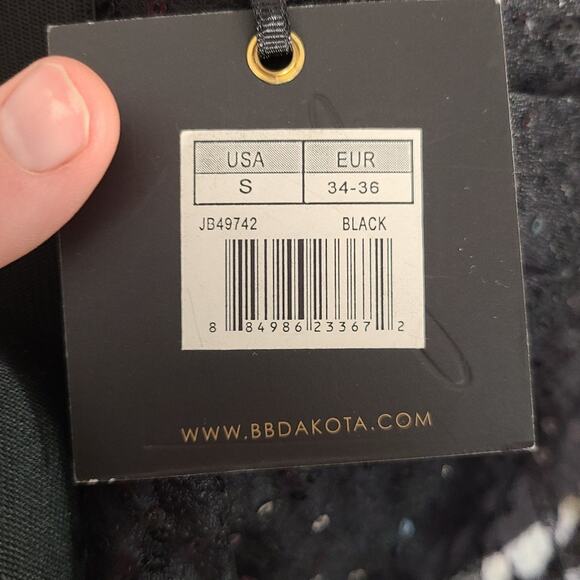 USA EUR
S 34-36
JB49742 BLACK
8 84986 23367 2
WWW.BBDAKOTA.COM